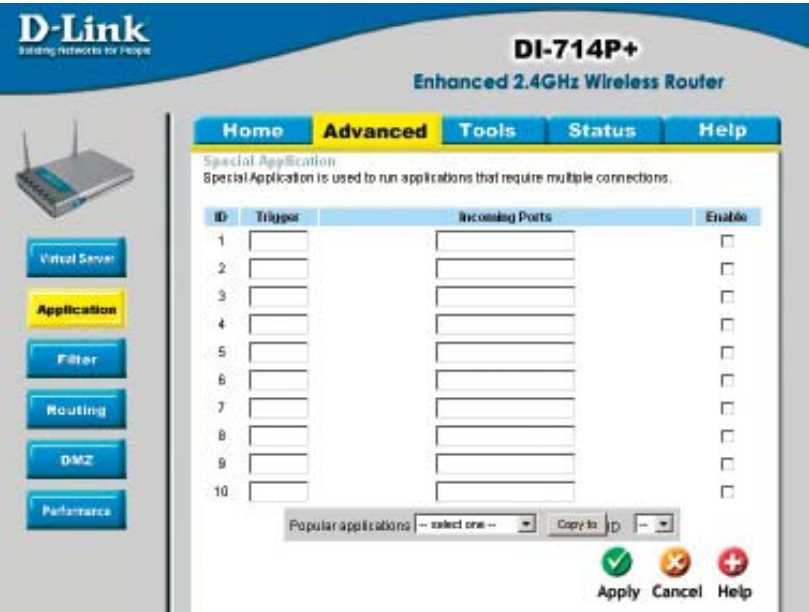 D-Link
Building Networks for People
DI-714P+
Enhanced 2.4GHz Wireless Router
Home Advanced Tools Status Help
Special Application
Special Application is used to run applications that require multiple connections.
ID Trigger Incoming Ports Enable
1
2
3
4
5
6
7
8
9
10
Popular applications -- select one -- Copy to ID --
Apply Cancel Help
Virtual Server
Application
Filter
Routing
DMZ
Performance